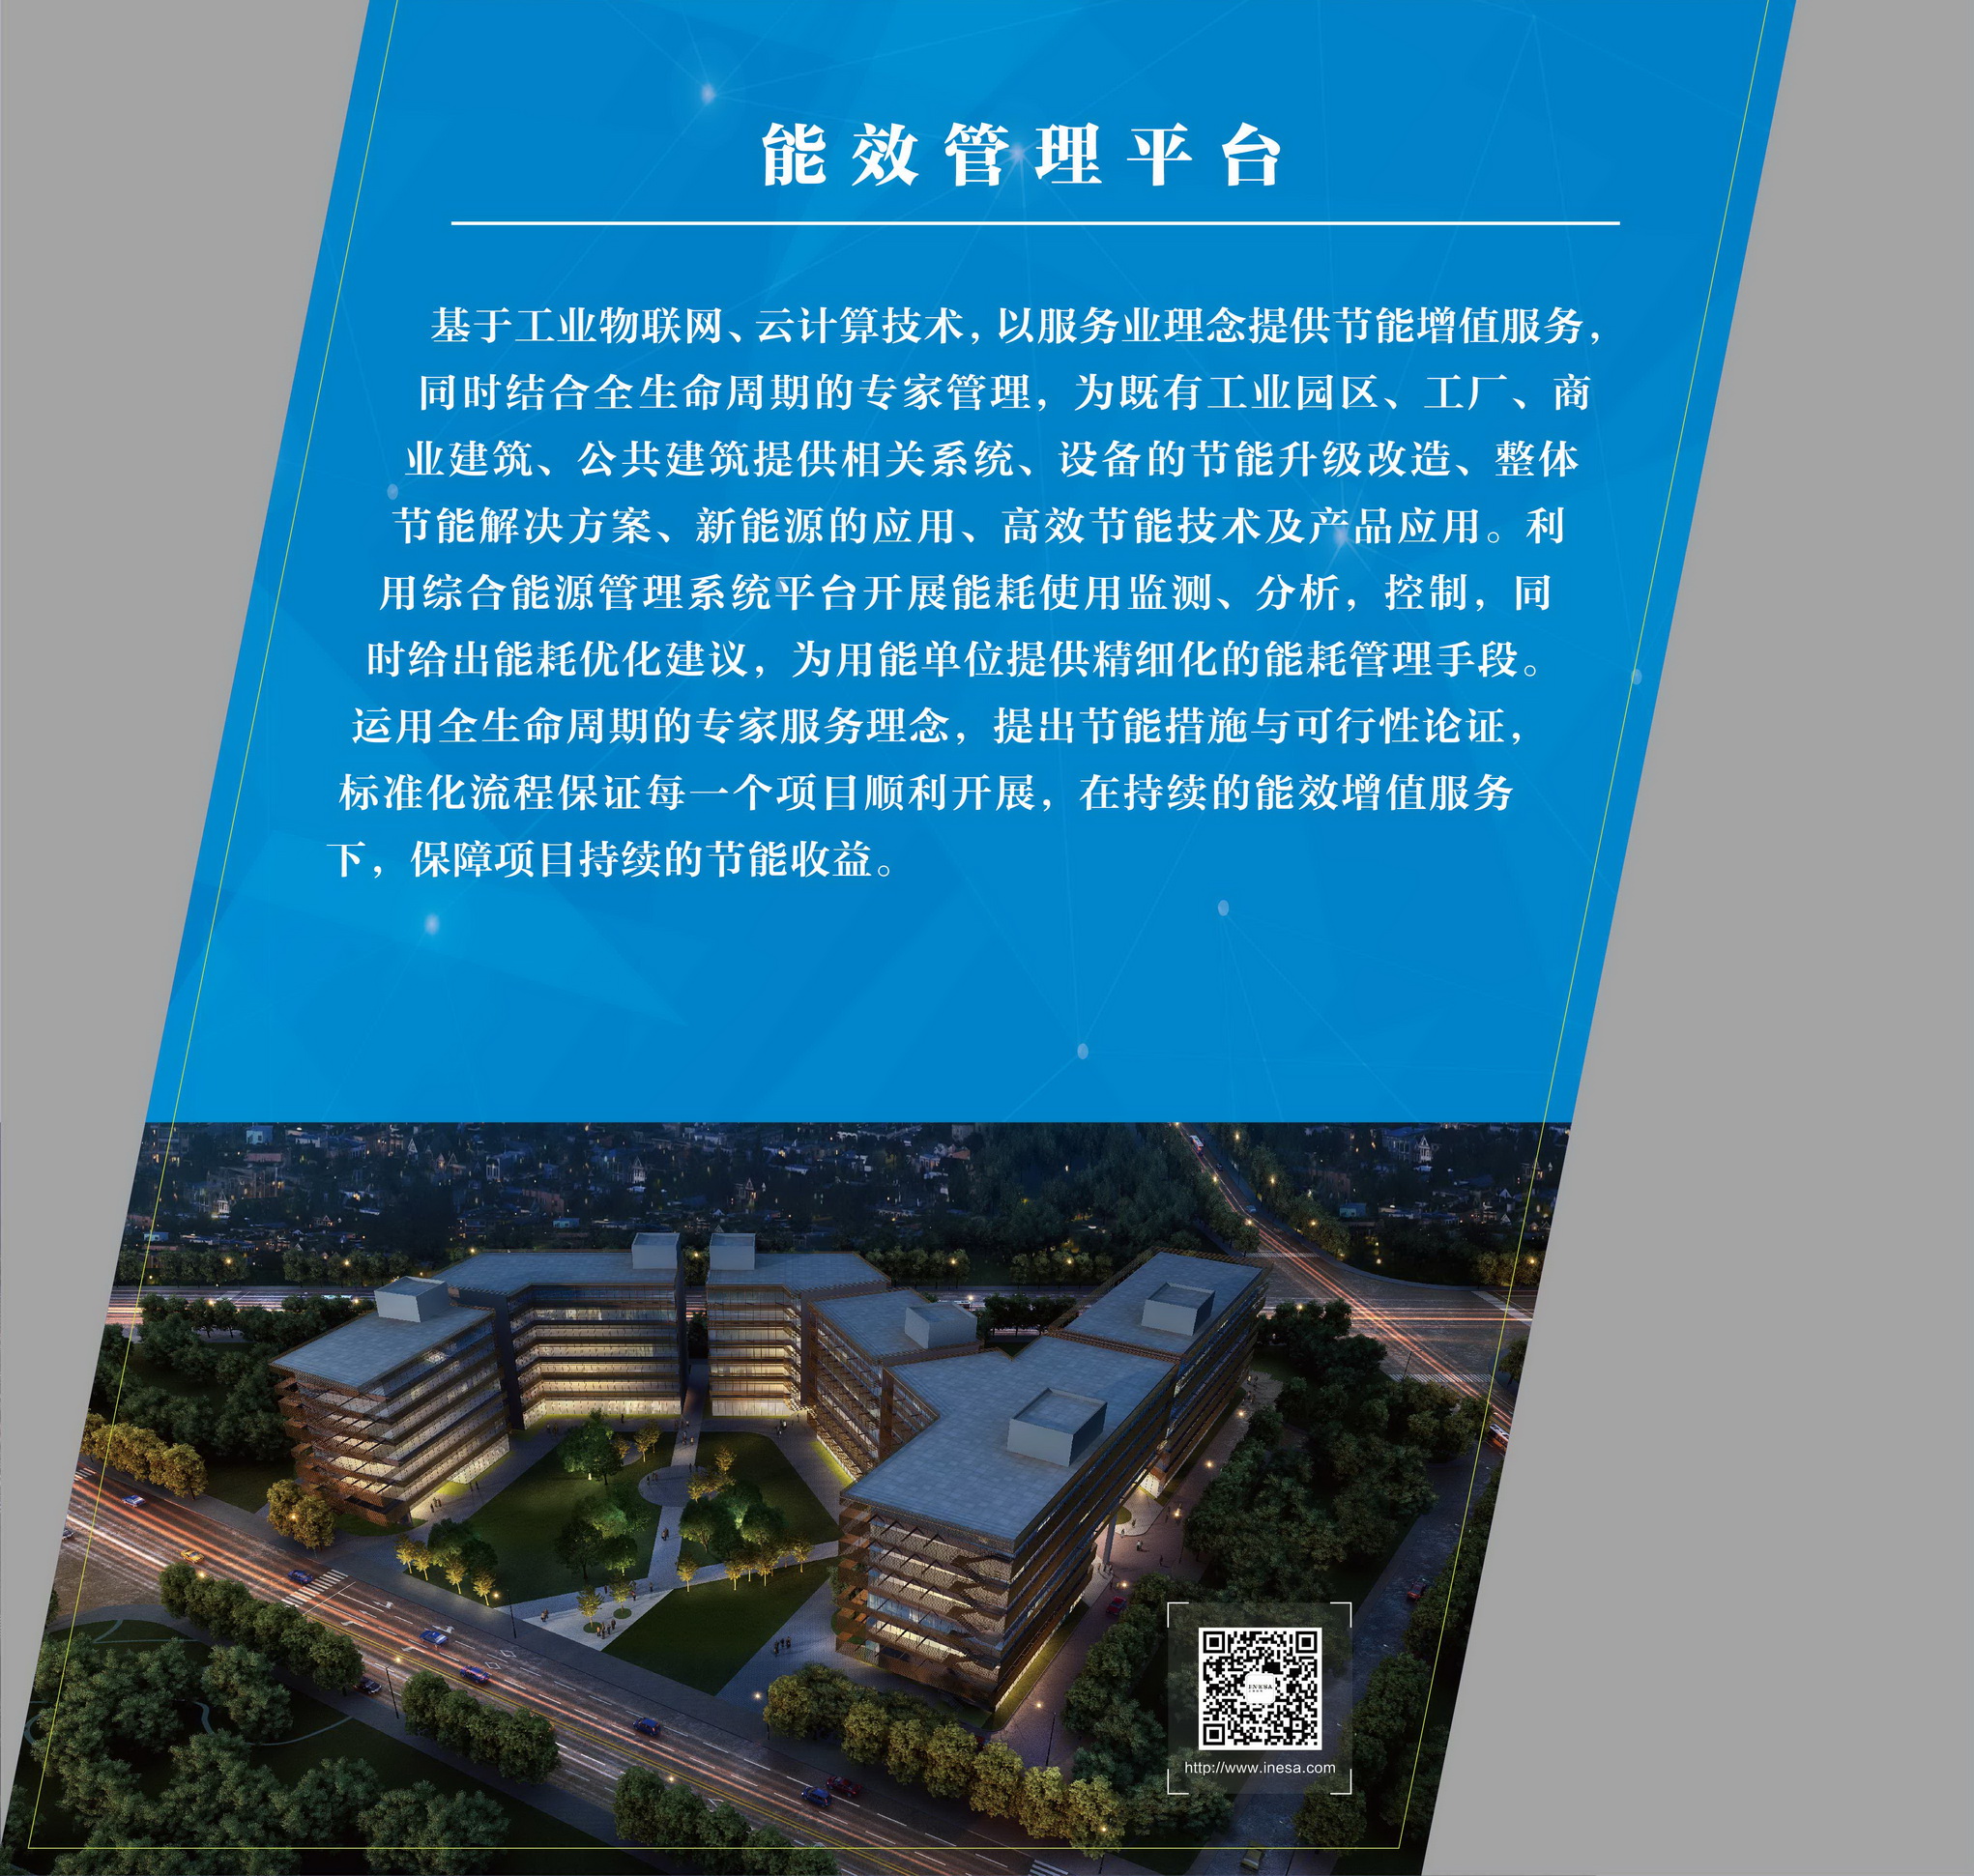 能效管理平台
基于工业物联网、云计算技术，以服务业理念提供节能增值服务，
同时结合全生命周期的专家管理，为既有工业园区、工厂、商
业建筑、公共建筑提供相关系统、设备的节能升级改造、整体
节能解决方案、新能源的应用、高效节能技术及产品应用。利
用综合能源管理系统平台开展能耗使用监测、分析，控制，同
时给出能耗优化建议，为用能单位提供精细化的能耗管理手段。
运用全生命周期的专家服务理念，提出节能措施与可行性论证，
标准化流程保证每一个项目顺利开展，在持续的能效增值服务
下，保障项目持续的节能收益。
INESA
http://www.inesa.com